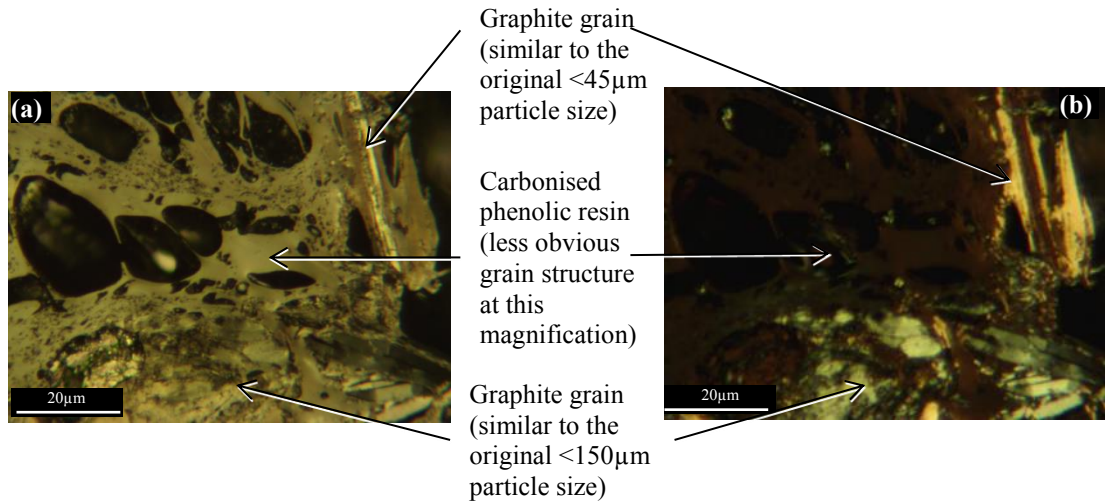 Graphite grain
(similar to the
original <45µm
particle size)
(a)
(b)
Carbonised
phenolic resin
(less obvious
grain structure
at this
magnification)
20µm
20µm
Graphite grain
(similar to the
original <150µm
particle size)